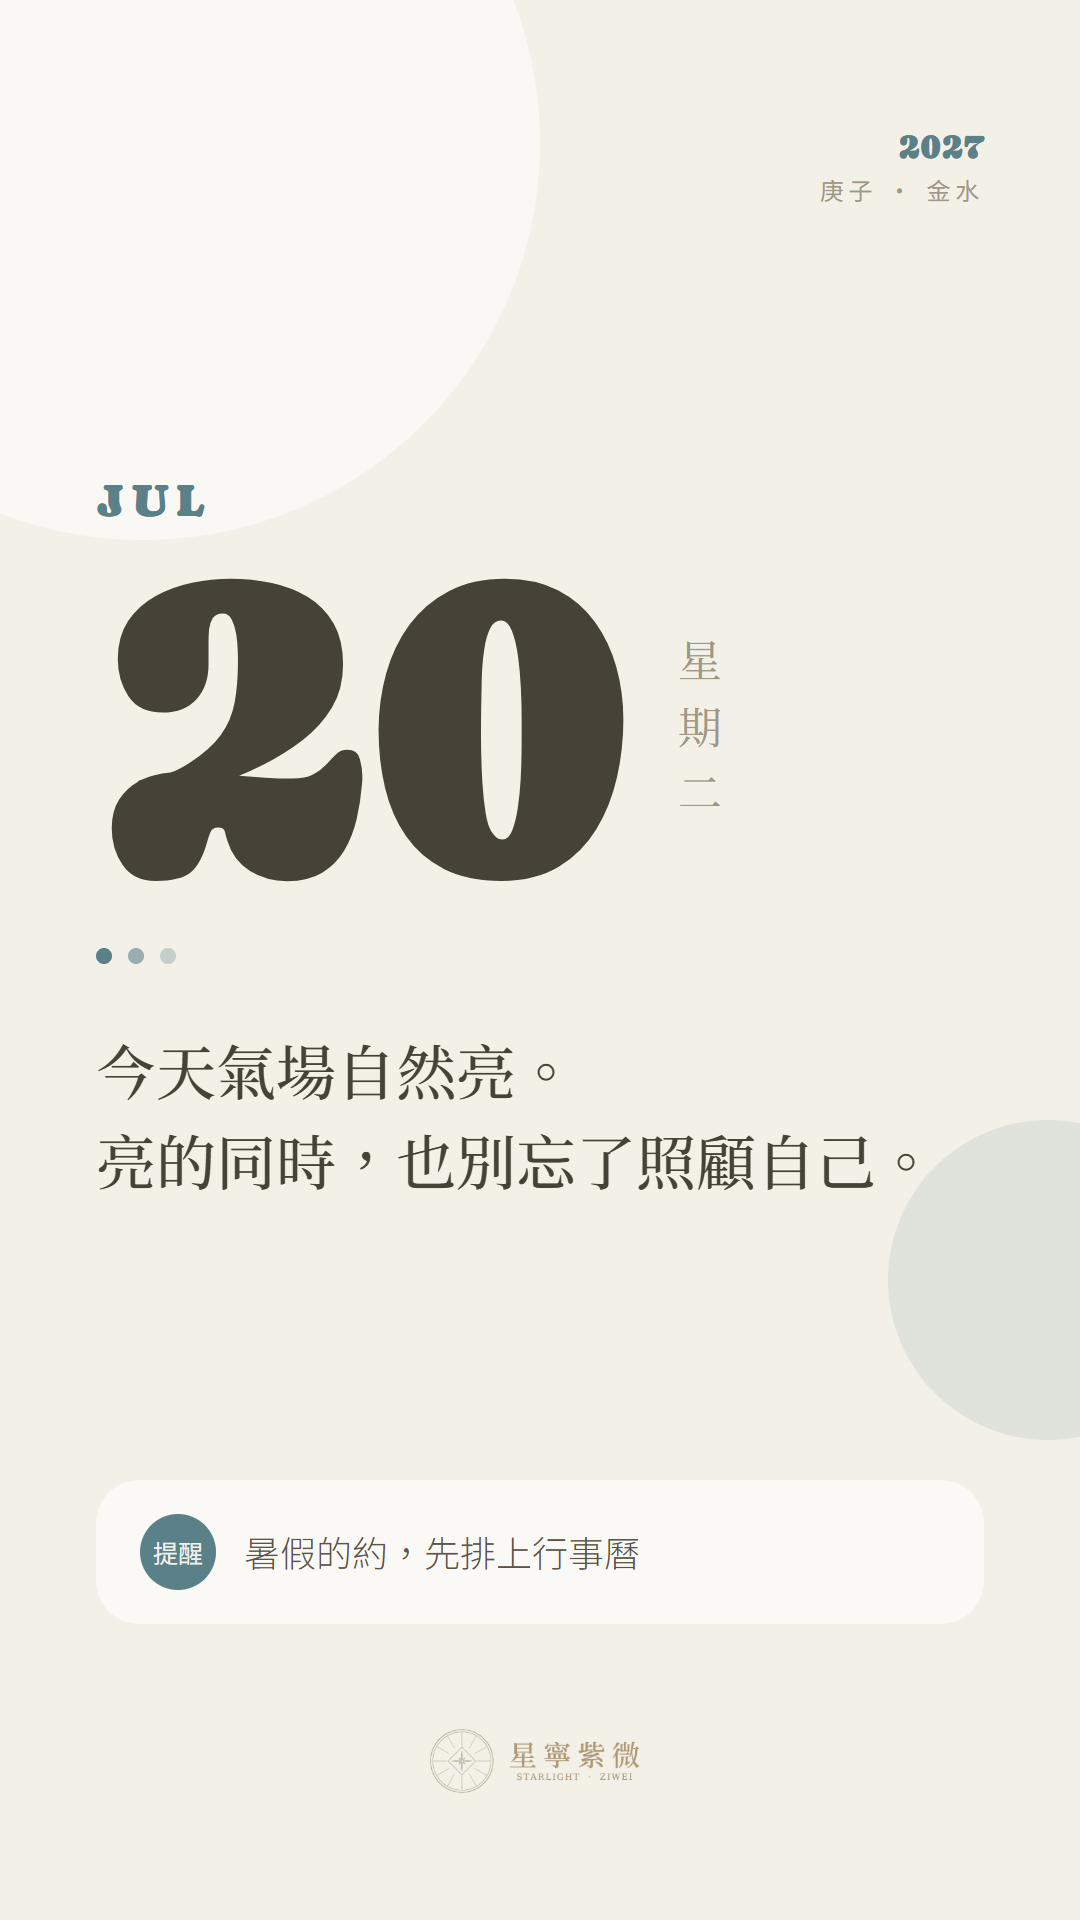 2027
庚子 · 金水
JUL
20
星期二
今天氣場自然亮。
亮的同時，也別忘了照顧自己。
提醒
暑假的約，先排上行事曆
星寧紫微
STARLIGHT · ZIWEI